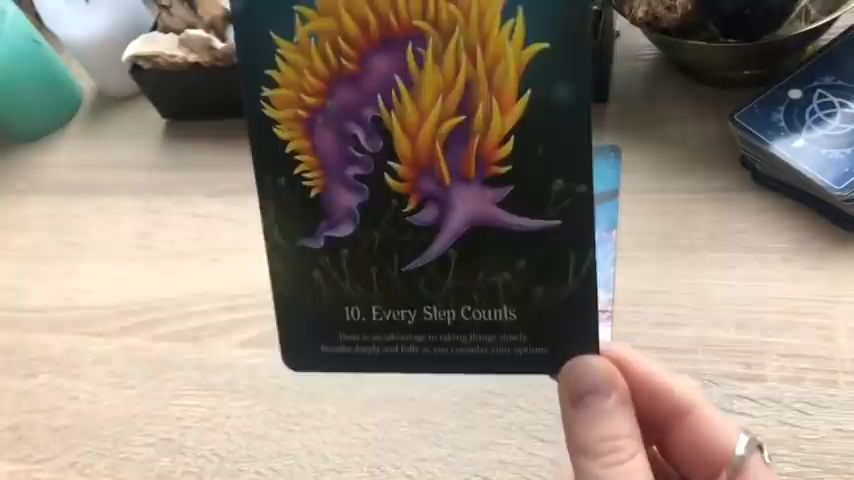 10. Every Step Counts
There is an advantage to taking things slowly.
Breathe deeply and fully as you consider your options.